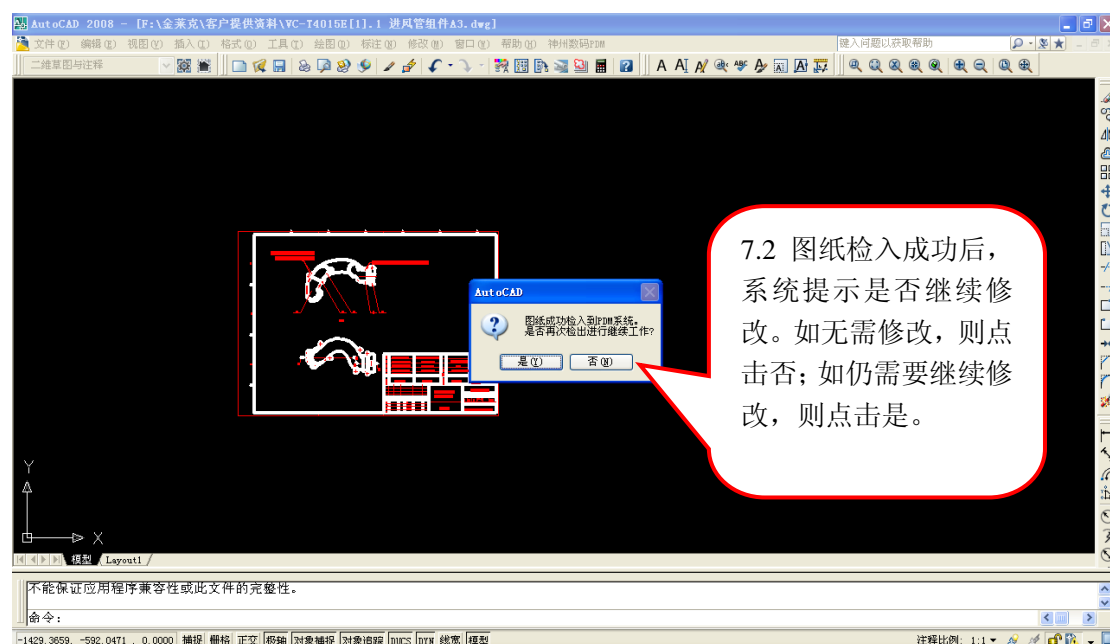 AutoCAD 2008 - [F:\金莱克\客户提供资料\VC-T4015E[1].1 进风管组件A3.dwg]
文件(F) 编辑(E) 视图(V) 插入(I) 格式(O) 工具(T) 绘图(D) 标注(N) 修改(M) 窗口(W) 帮助(H) 神州数码PDM
键入问题以获取帮助
二维草图与注释
7.2 图纸检入成功后，
系统提示是否继续修
改。如无需修改，则点
击否；如仍需要继续修
改，则点击是。
AutoCAD
图纸成功检入到PDM系统。
是否再次检出进行继续工作?
是(Y) 否(N)
Y
X
模型 Layout1
不能保证应用程序兼容性或此文件的完整性。
命令:
-1429.3659, -592.0471 , 0.0000 捕捉 栅格 正交 极轴 对象捕捉 对象追踪 DUCS DYN 线宽 模型 注释比例: 1:1